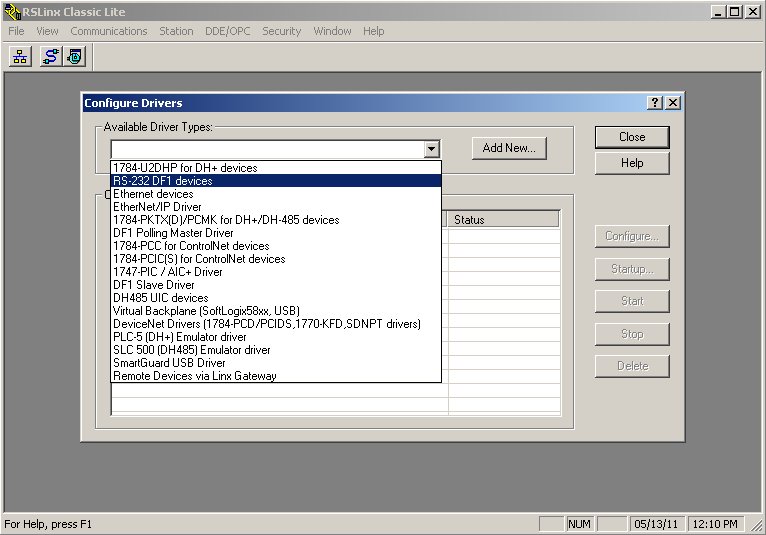 RSLinx Classic Lite
File View Communications Station DDE/OPC Security Window Help
Configure Drivers
Available Driver Types:
Add New...
Close
Help
1784-U2DHP for DH+ devices
RS-232 DF1 devices
Ethernet devices
EtherNet/IP Driver
1784-PKTX(D)/PCMK for DH+/DH-485 devices
DF1 Polling Master Driver
1784-PCC for ControlNet devices
1784-PCIC(S) for ControlNet devices
1747-PIC / AIC+ Driver
DF1 Slave Driver
DH485 UIC devices
Virtual Backplane (SoftLogix58xx, USB)
DeviceNet Drivers (1784-PCD/PCIDS,1770-KFD,SDNPT drivers)
PLC-5 (DH+) Emulator driver
SLC 500 (DH485) Emulator driver
SmartGuard USB Driver
Remote Devices via Linx Gateway
Status
Configure...
Startup...
Start
Stop
Delete
For Help, press F1
NUM
05/13/11
12:10 PM